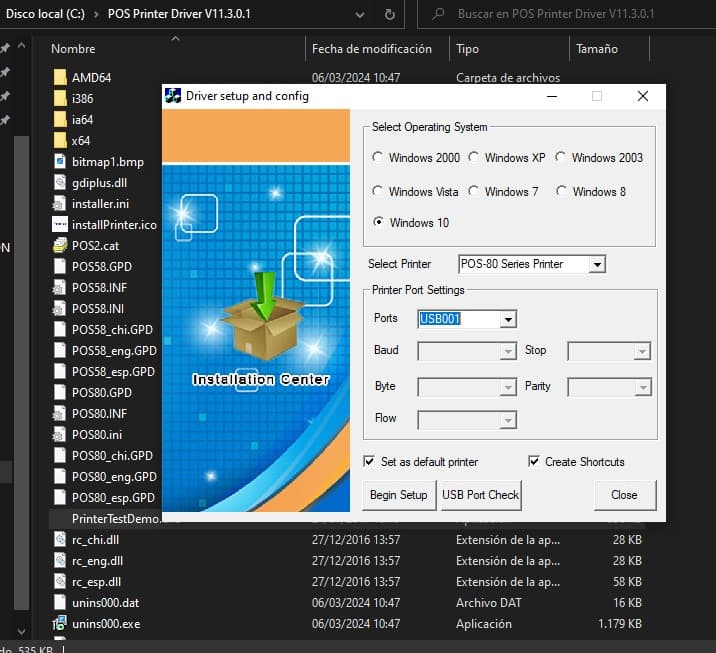 Disco local (C:) > POS Printer Driver V11.3.0.1
Buscar en POS Printer Driver V11.3.0.1
Nombre Fecha de modificación Tipo Tamaño
AMD64 06/03/2024 10:47 Carpeta de archivos
i386
ia64
x64
bitmap1.bmp
gdiplus.dll
installer.ini
installPrinter.ico
POS2.cat
POS58.GPD
POS58.INF
POS58.INI
POS58_chi.GPD
POS58_eng.GPD
POS58_esp.GPD
POS80.GPD
POS80.INF
POS80.ini
POS80_chi.GPD
POS80_eng.GPD
POS80_esp.GPD
PrinterTestDemo.
rc_chi.dll 27/12/2016 13:57 Extensión de la ap... 28 KB
rc_eng.dll 27/12/2016 13:57 Extensión de la ap... 28 KB
rc_esp.dll 27/12/2016 13:57 Extensión de la ap... 58 KB
unins000.dat 06/03/2024 10:47 Archivo DAT 16 KB
unins000.exe 06/03/2024 10:47 Aplicación 1.179 KB
535 KB
Driver setup and config
Installation Center
Select Operating System
Windows 2000 Windows XP Windows 2003
Windows Vista Windows 7 Windows 8
Windows 10
Select Printer POS-80 Series Printer
Printer Port Settings
Ports USB001
Baud Stop
Byte Parity
Flow
Set as default printer Create Shortcuts
Begin Setup USB Port Check Close